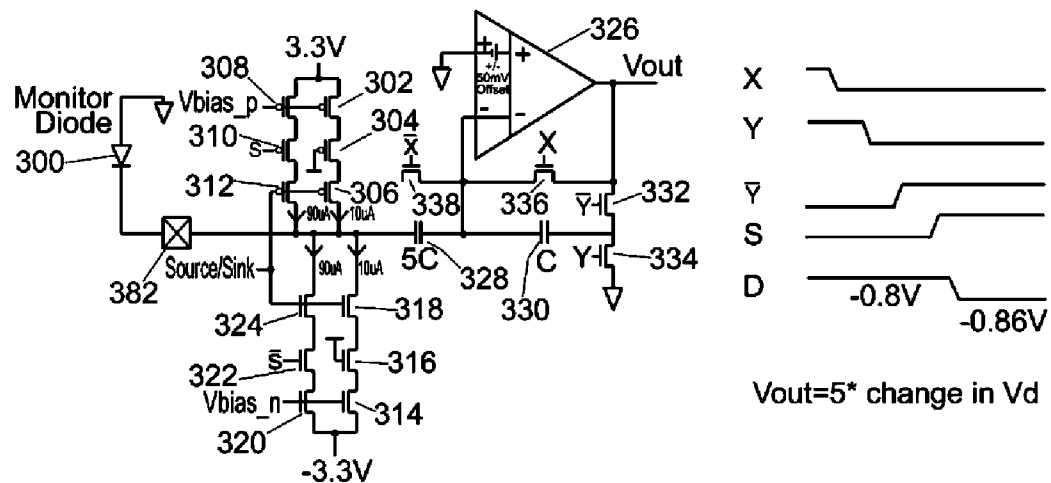 3.3V
326
Vout
308
302
Monitor
Diode
Vbias_p
+
+/-
50mV
Offset
-
+
-
310
304
S
X̅
X
300
312
306
338
336
332
Y̅
90uA
10uA
5C
328
C
330
Y
334
382
Source/Sink
90uA
10uA
324
318
S̅
316
322
Vbias_n
314
320
-3.3V
X
Y
Y̅
S
D
-0.8V
-0.86V
Vout=5* change in Vd